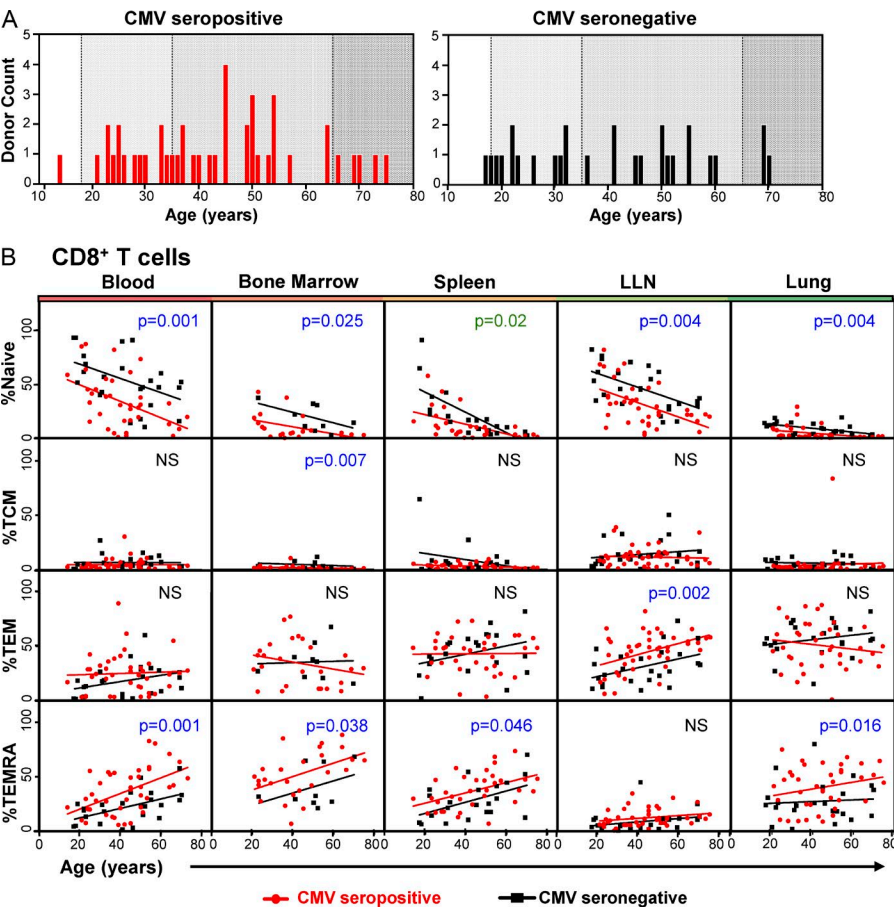 A
CMV seropositive
CMV seronegative
5
4
3
2
1
0
Donor Count
10 20 30 40 50 60 70 80
Age (years)
5
4
3
2
1
0
10 20 30 40 50 60 70 80
Age (years)
B CD8⁺ T cells
Blood Bone Marrow Spleen LLN Lung
%Naive
100
50
0
p=0.001 p=0.025 p=0.02 p=0.004 p=0.004
%TCM
100
50
0
NS p=0.007 NS NS NS
%TEM
100
50
0
NS NS NS p=0.002 NS
%TEMRA
100
50
0
p=0.001 p=0.038 p=0.046 NS p=0.016
0 20 40 60 80 0 20 40 60 80 0 20 40 60 80 0 20 40 60 80 0 20 40 60 80
Age (years)
CMV seropositive CMV seronegative